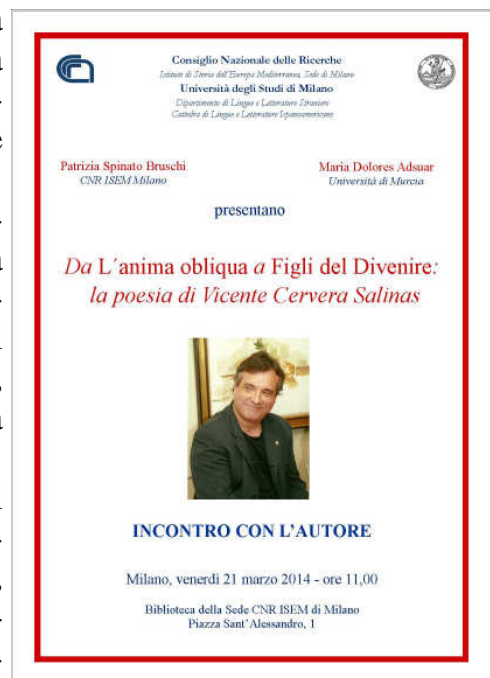 Consiglio Nazionale delle Ricerche
Istituto di Storia dell'Europa Mediterranea, Sede di Milano
Università degli Studi di Milano
Dipartimento di Lingue e Letterature Straniere
Cattedra di Lingue e Letterature Ispanoamericane
Patrizia Spinato Bruschi
CNR ISEM Milano
Maria Dolores Adsuar
Università di Murcia
presentano
Da L´anima obliqua a Figli del Divenire:
la poesia di Vicente Cervera Salinas
INCONTRO CON L'AUTORE
Milano, venerdì 21 marzo 2014 - ore 11,00
Biblioteca della Sede CNR ISEM di Milano
Piazza Sant'Alessandro, 1